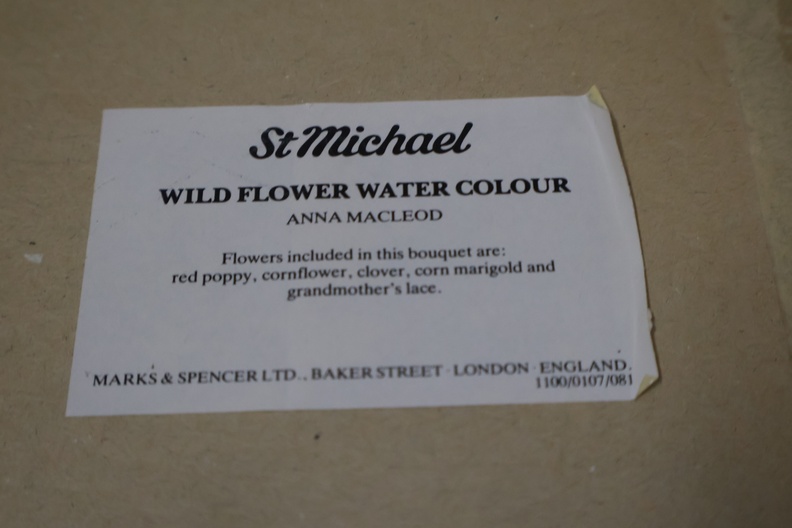 St Michael
WILD FLOWER WATER COLOUR
ANNA MACLEOD
Flowers included in this bouquet are:
red poppy, cornflower, clover, corn marigold and
grandmother's lace.
MARKS & SPENCER LTD., BAKER STREET · LONDON · ENGLAND.
1100/0107/081